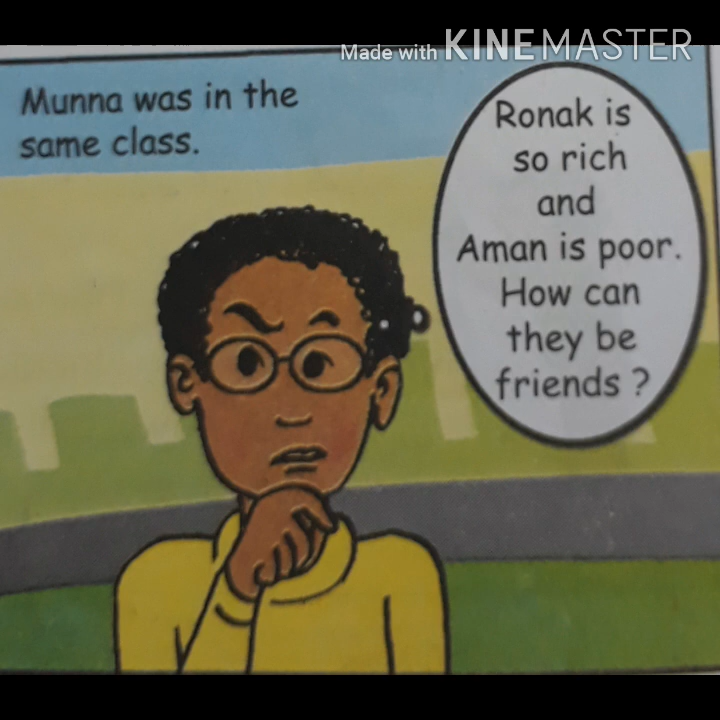 Made with KINEMASTER
Munna was in the
same class.
Ronak is
so rich
and
Aman is poor.
How can
they be
friends ?